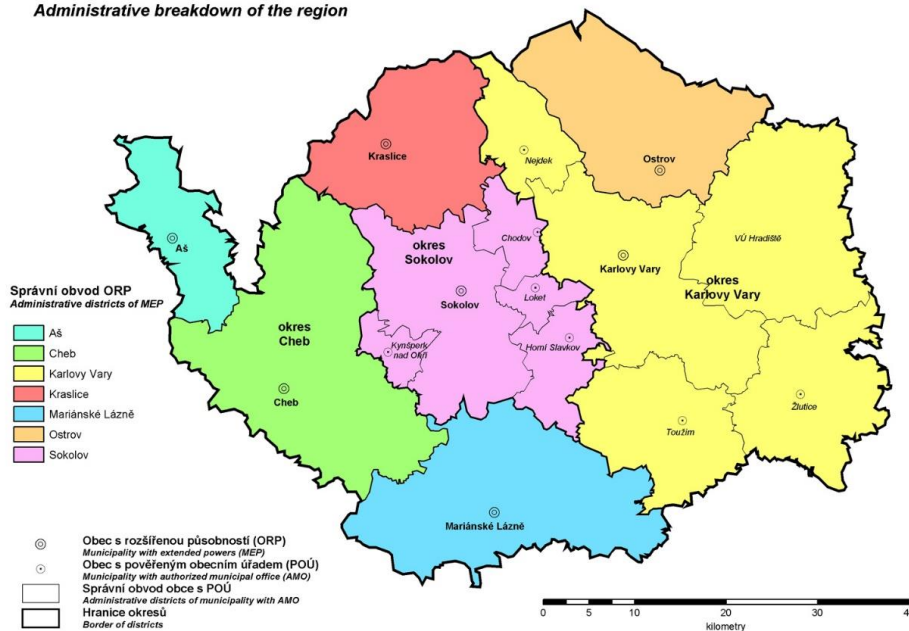 Administrative breakdown of the region
Kraslice
Nejdek
Ostrov
Aš
Chodov
VÚ Hradiště
okres
Sokolov
Karlovy Vary
okres
Karlovy Vary
Sokolov
Loket
okres
Cheb
Kynšperk
nad Ohří
Horní Slavkov
Cheb
Toužim
Žlutice
Mariánské Lázně
Správní obvod ORP
Administrative districts of MEP
Aš
Cheb
Karlovy Vary
Kraslice
Mariánské Lázně
Ostrov
Sokolov
Obec s rozšířenou působností (ORP)
Municipality with extended powers (MEP)
Obec s pověřeným obecním úřadem (POÚ)
Municipality with authorized municipal office (AMO)
Správní obvod obce s POÚ
Administrative districts of municipality with AMO
Hranice okresů
Border of districts
0 5 10 20 30 4
kilometry